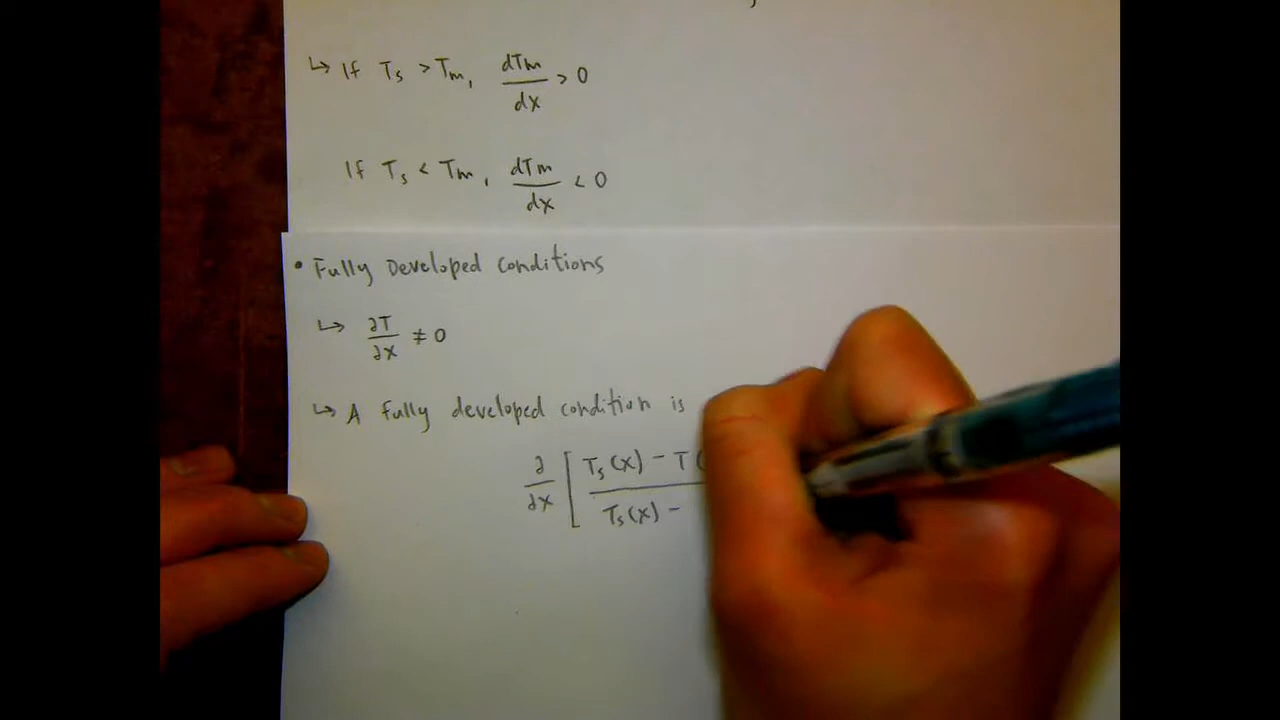 ↳ If Ts > Tm, dTm/dx > 0
If Ts < Tm, dTm/dx < 0
• Fully Developed conditions
↳ ∂T/∂x ≠ 0
↳ A fully developed condition is
∂/∂x [ Ts(x) - T(
Ts(x) -